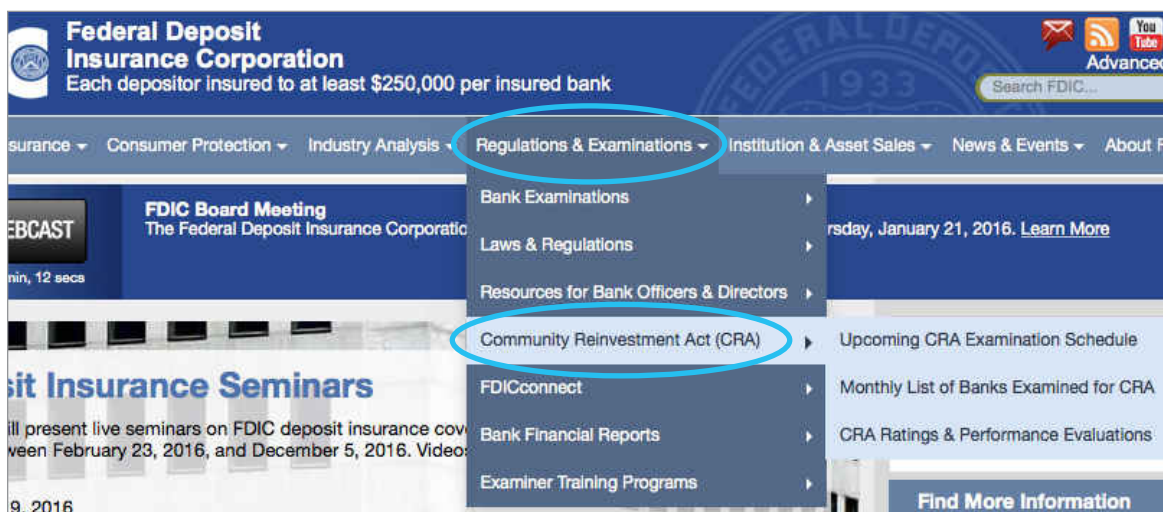 Federal Deposit
Insurance Corporation
Each depositor insured to at least $250,000 per insured bank
You
Tube
Advanced
Search FDIC...
1933
surance Consumer Protection Industry Analysis Regulations & Examinations Institution & Asset Sales News & Events About F
EBCAST
min, 12 secs
FDIC Board Meeting
The Federal Deposit Insurance Corporatio
rsday, January 21, 2016. Learn More
Bank Examinations
Laws & Regulations
Resources for Bank Officers & Directors
Community Reinvestment Act (CRA)
FDICconnect
Bank Financial Reports
Examiner Training Programs
Upcoming CRA Examination Schedule
Monthly List of Banks Examined for CRA
CRA Ratings & Performance Evaluations
sit Insurance Seminars
ill present live seminars on FDIC deposit insurance cov
ween February 23, 2016, and December 5, 2016. Videos
9, 2016
Find More Information